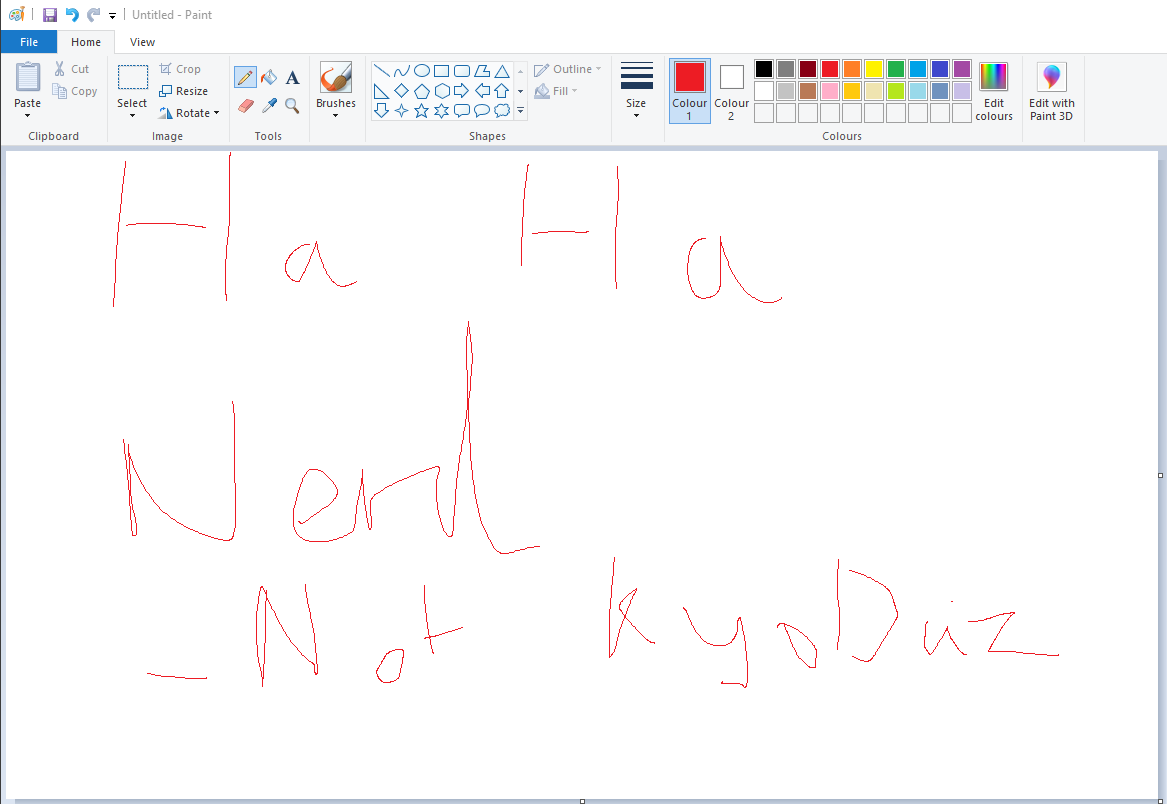 Untitled - Paint
File Home View
Cut Crop Outline
Copy Resize Fill
Paste Select Rotate Brushes Size Colour 1 Colour 2 Edit colours Edit with Paint 3D
Clipboard Image Tools Shapes Colours
A
Ha Ha
Nerd
_Not KyoDiz